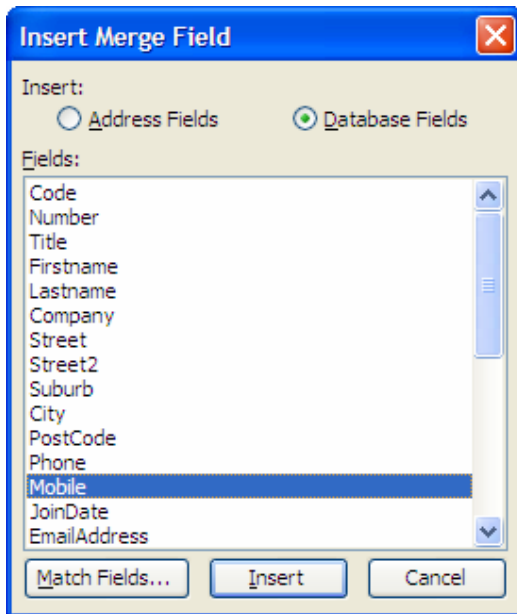 Insert Merge Field
Insert:
Address Fields Database Fields
Fields:
Code
Number
Title
Firstname
Lastname
Company
Street
Street2
Suburb
City
PostCode
Phone
Mobile
JoinDate
EmailAddress
Match Fields... Insert Cancel